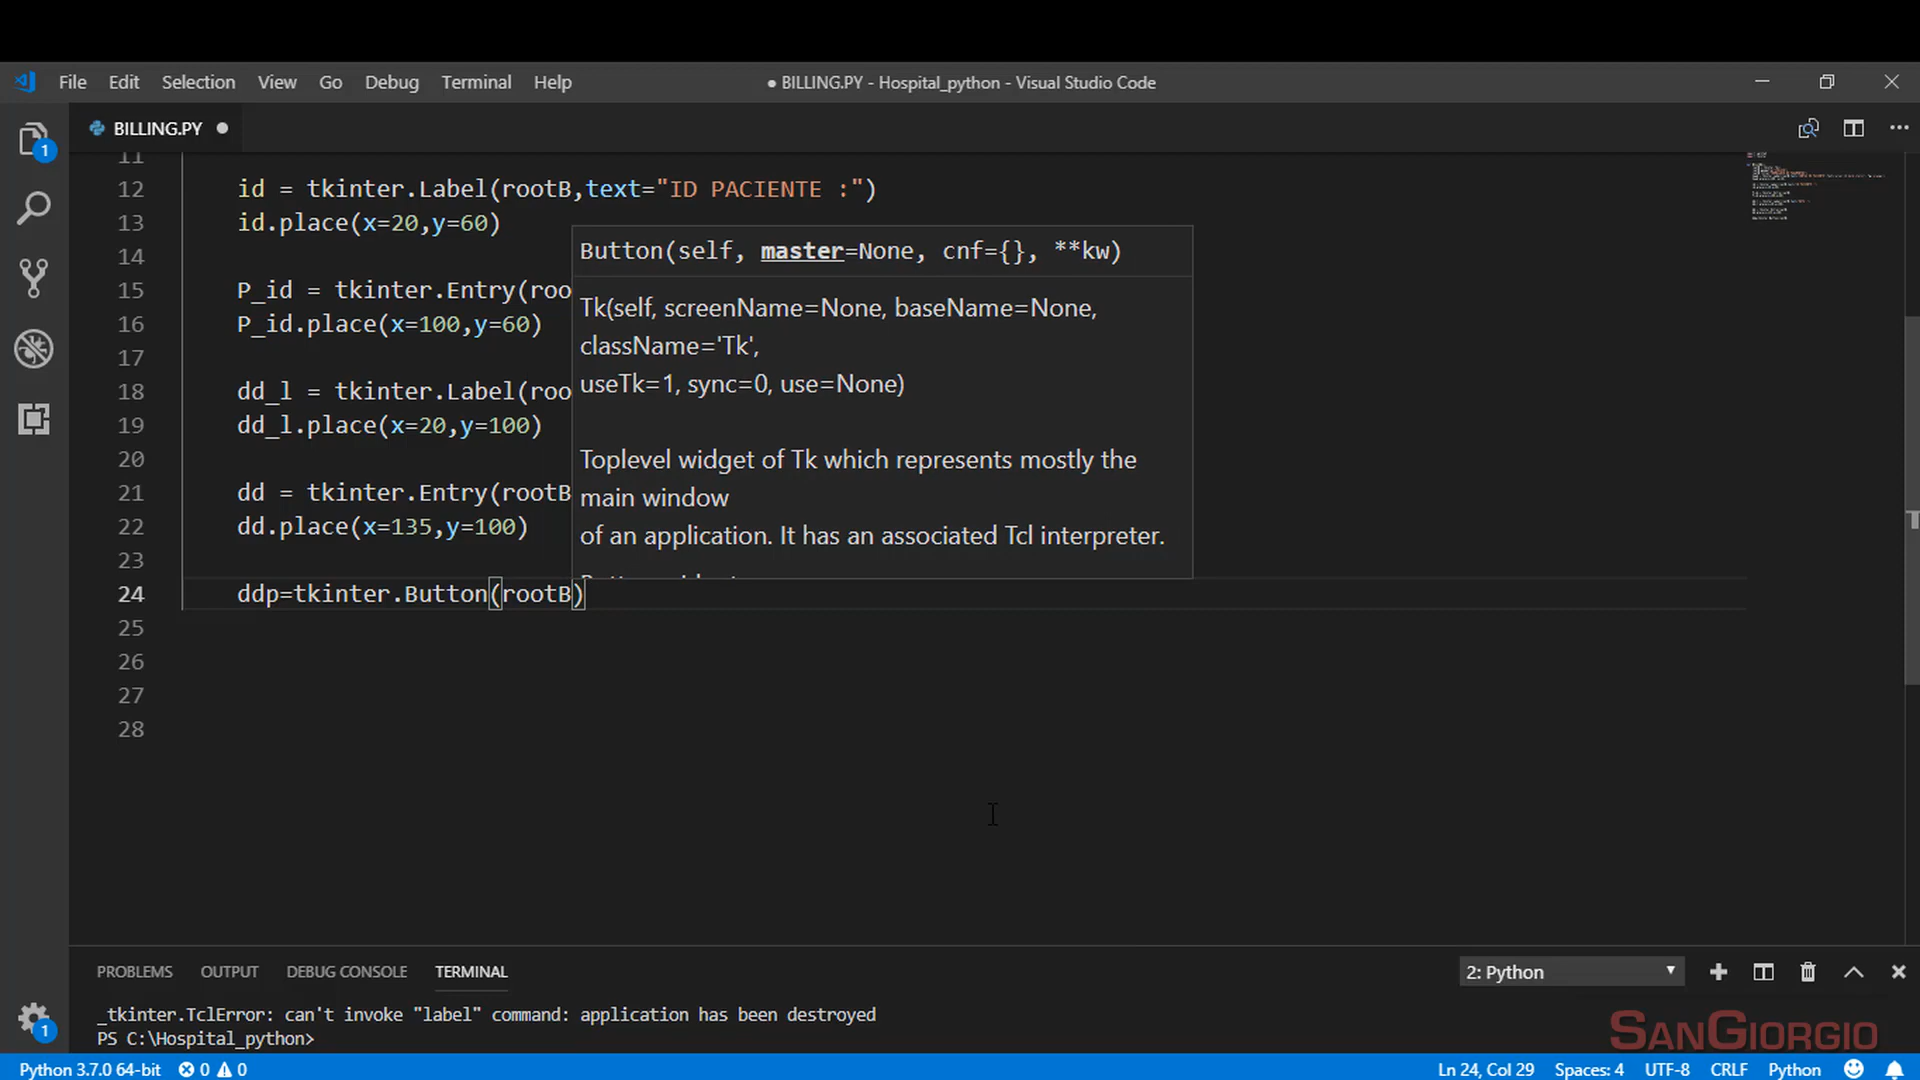 File Edit Selection View Go Debug Terminal Help
● BILLING.PY - Hospital_python - Visual Studio Code
BILLING.PY ●
1
11
12 id = tkinter.Label(rootB,text="ID PACIENTE :")
13 id.place(x=20,y=60)
14
15 P_id = tkinter.Entry(roo
16 P_id.place(x=100,y=60)
17
18 dd_l = tkinter.Label(roo
19 dd_l.place(x=20,y=100)
20
21 dd = tkinter.Entry(rootB
22 dd.place(x=135,y=100)
23
24 ddp=tkinter.Button(rootB)
25
26
27
28
Button(self, master=None, cnf={}, **kw)
Tk(self, screenName=None, baseName=None,
className='Tk',
useTk=1, sync=0, use=None)
Toplevel widget of Tk which represents mostly the
main window
of an application. It has an associated Tcl interpreter.
PROBLEMS OUTPUT DEBUG CONSOLE TERMINAL
2: Python
_tkinter.TclError: can't invoke "label" command: application has been destroyed
PS C:\Hospital_python>
1
SANGIORGIO
Python 3.7.0 64-bit 0 0 Ln 24, Col 29 Spaces: 4 UTF-8 CRLF Python